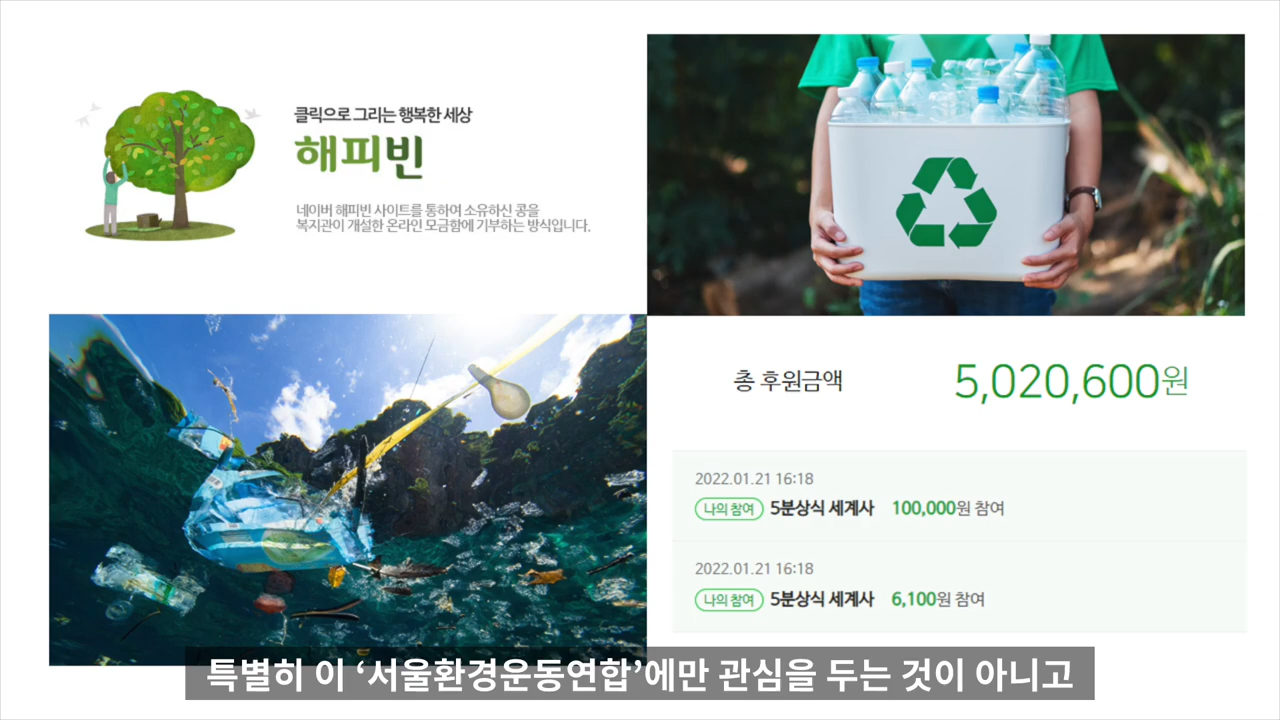 클릭으로 그리는 행복한 세상
해피빈
네이버 해피빈 사이트를 통하여 소유하신 콩을
복지관이 개설한 온라인 모금함에 기부하는 방식입니다.
총 후원금액 5,020,600원
2022.01.21 16:18
나의 참여 5분상식 세계사 100,000원 참여
2022.01.21 16:18
나의 참여 5분상식 세계사 6,100원 참여
특별히 이 ‘서울환경운동연합’에만 관심을 두는 것이 아니고